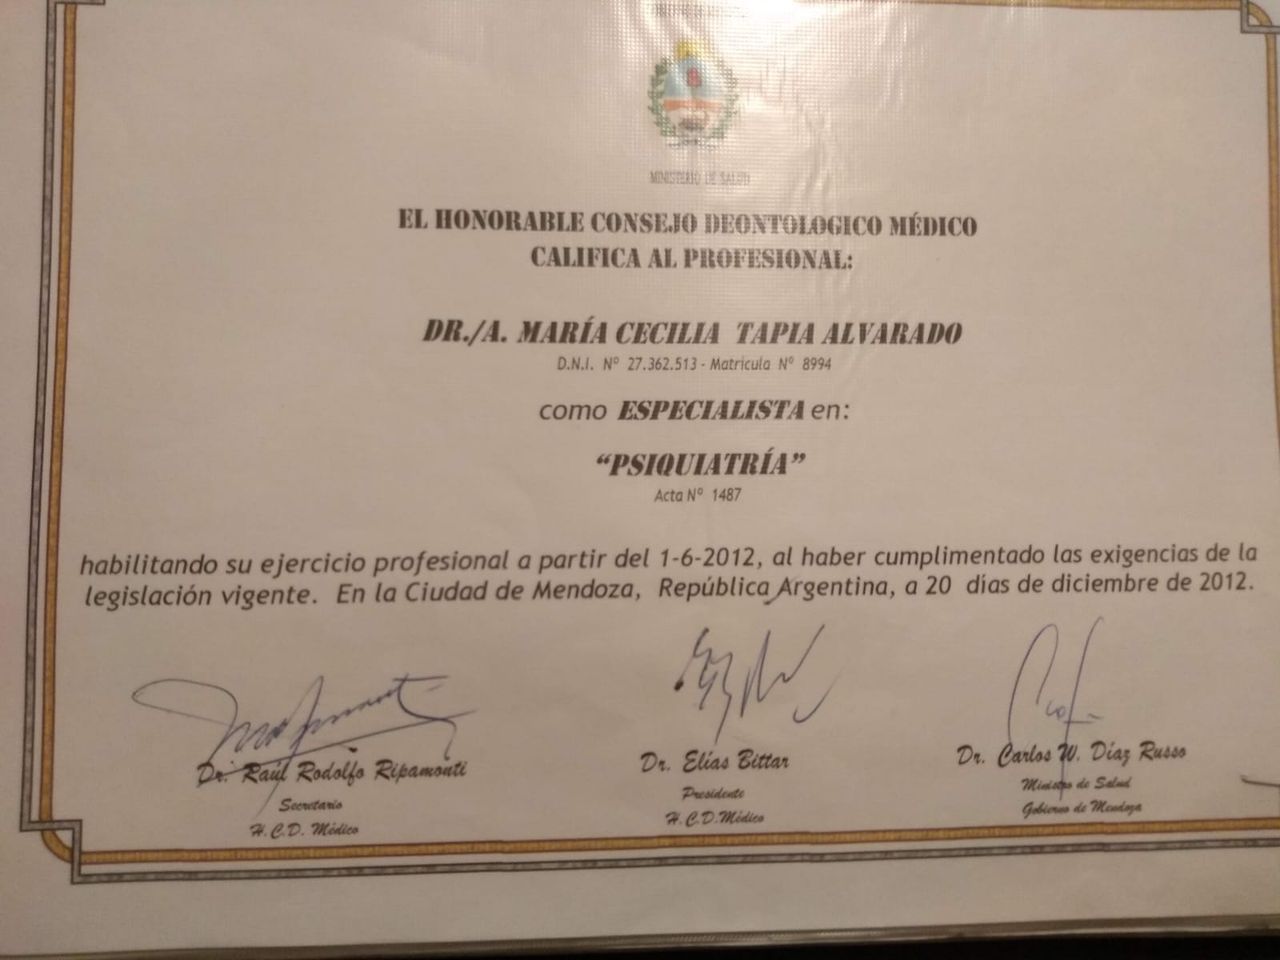 MINISTERIO DE SALUD
EL HONORABLE CONSEJO DEONTOLOGICO MÉDICO
CALIFICA AL PROFESIONAL:
DR./A. MARÍA CECILIA TAPIA ALVARADO
D.N.I. Nº 27.362.513 - Matrícula Nº 8994
como ESPECIALISTA en:
“PSIQUIATRÍA”
Acta Nº 1487
habilitando su ejercicio profesional a partir del 1-6-2012, al haber cumplimentado las exigencias de la
legislación vigente. En la Ciudad de Mendoza, República Argentina, a 20 días de diciembre de 2012.
Dr. Raúl Rodolfo Ripamonti
Secretario
H.C.D. Médico
Dr. Elías Bittar
Presidente
H.C.D.Médico
Dr. Carlos W. Díaz Russo
Ministro de Salud
Gobierno de Mendoza